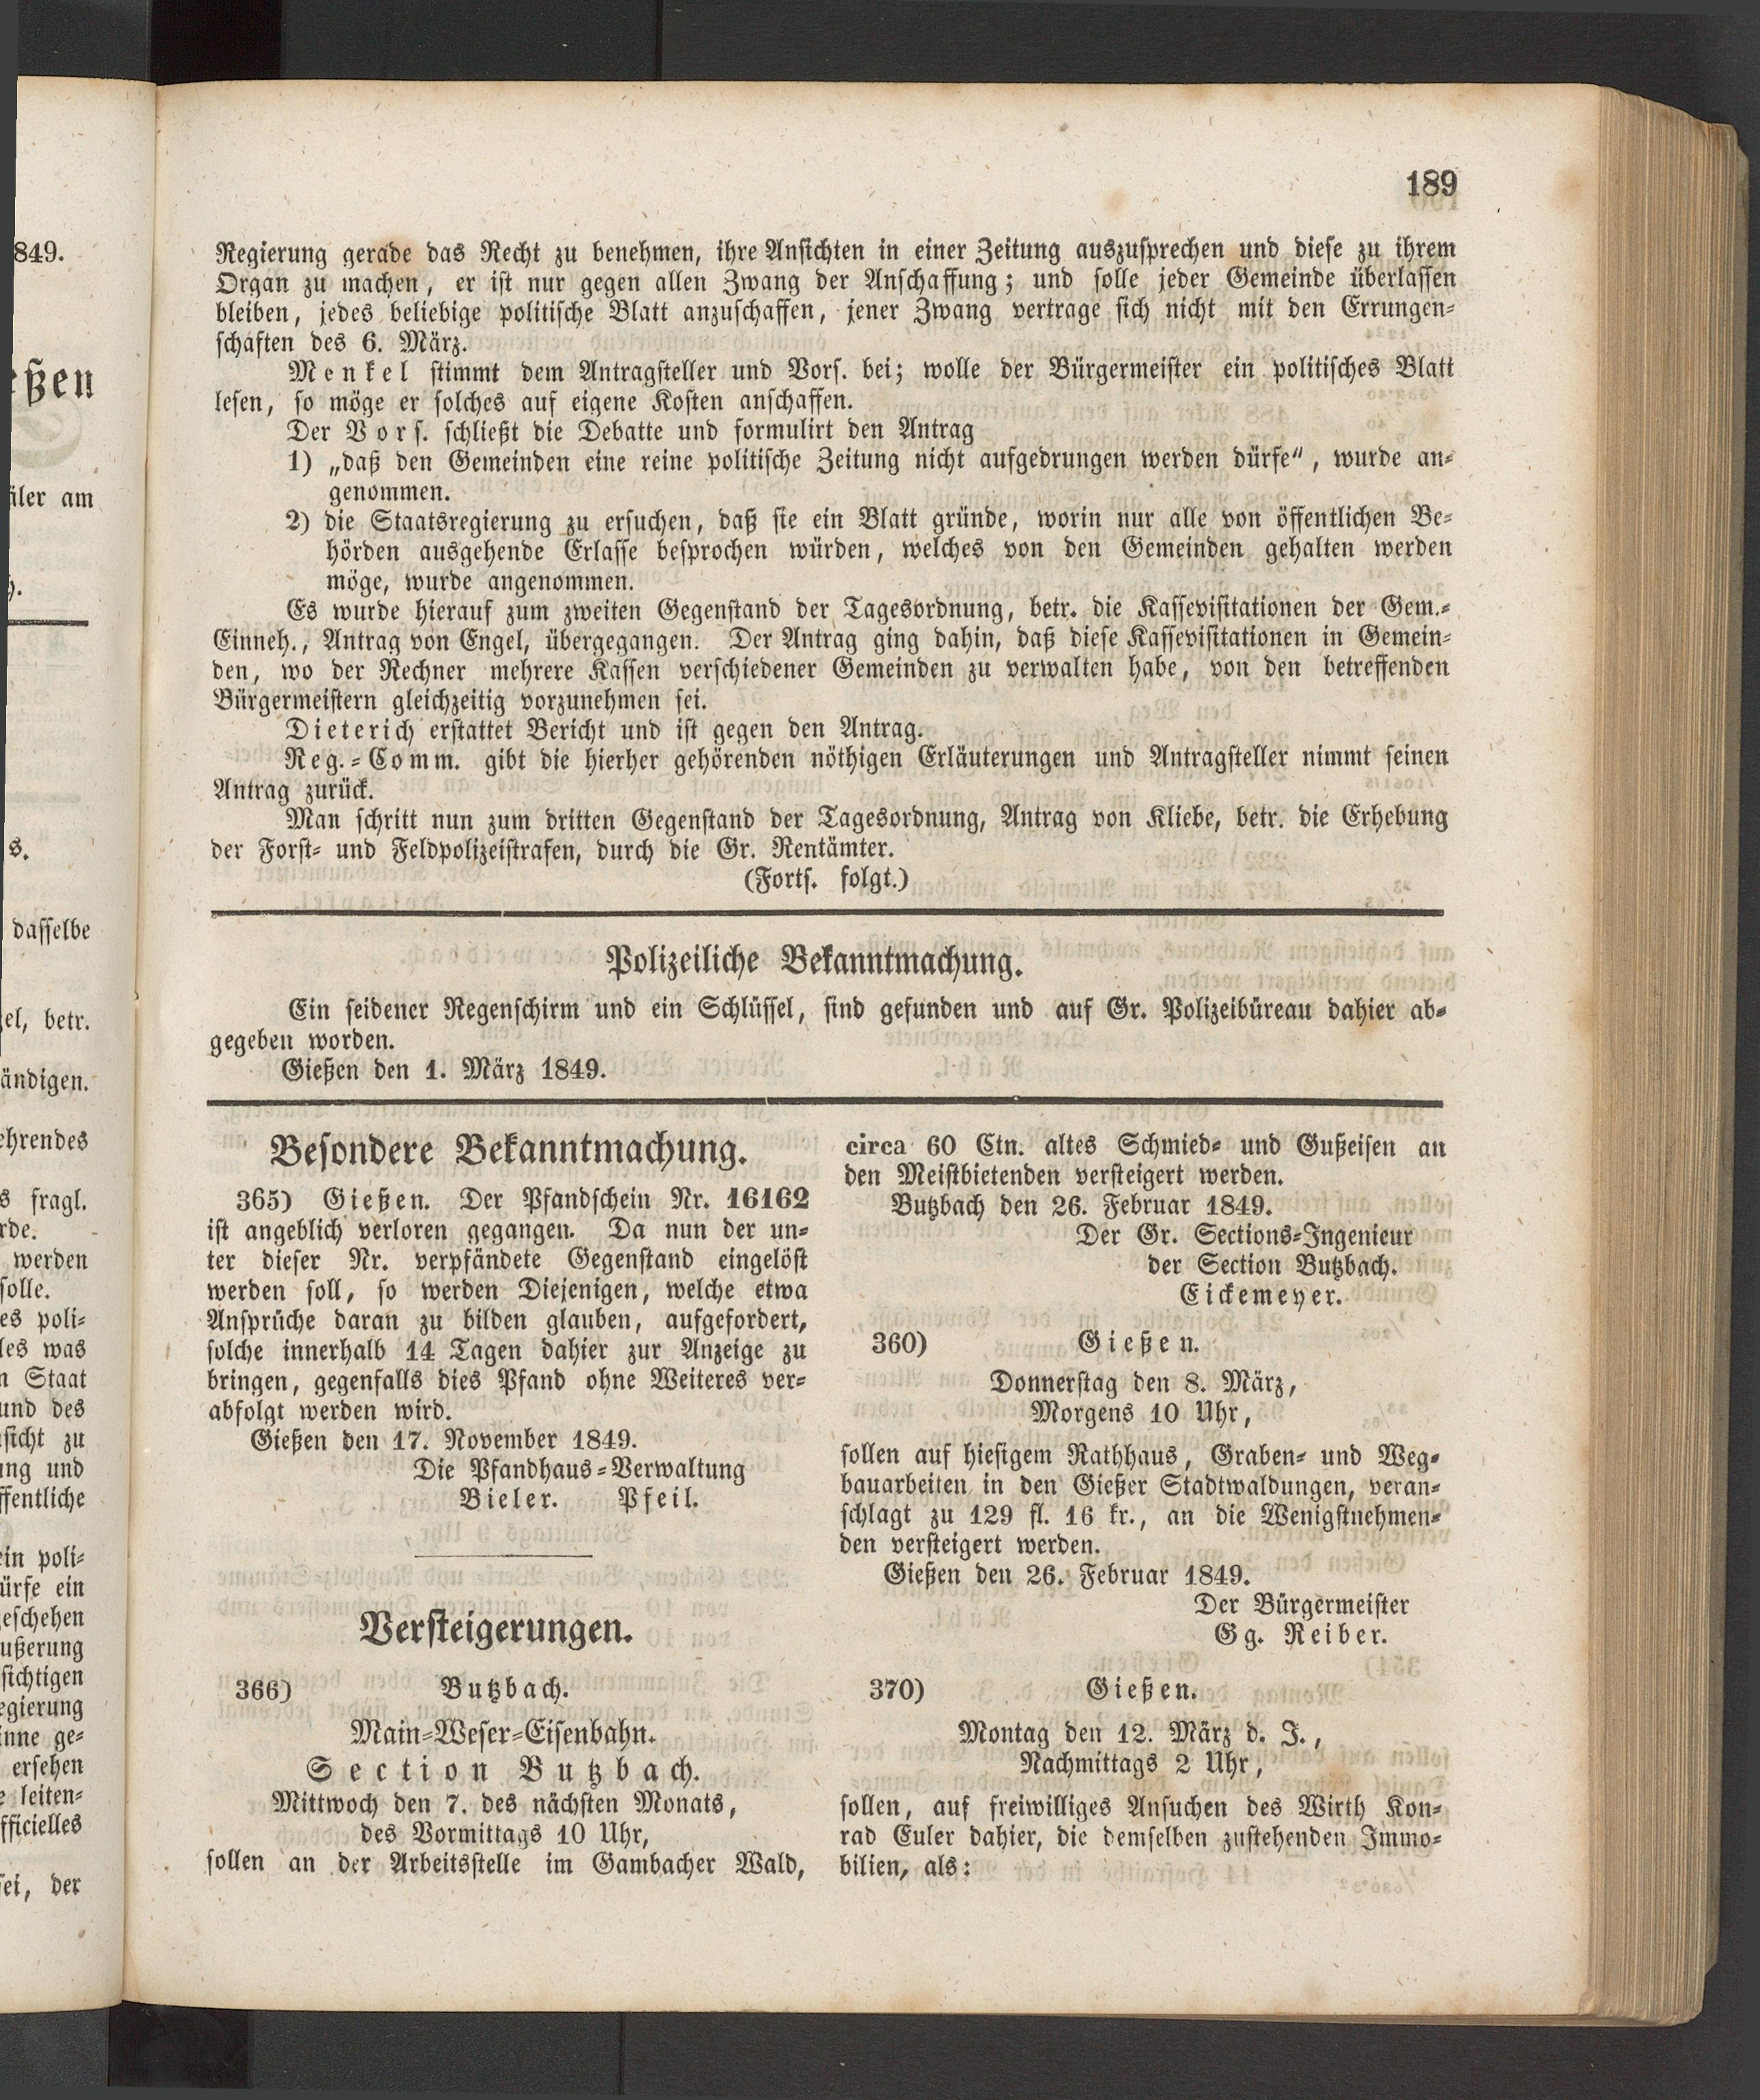 189
Regierung gerade das Recht zu benehmen, ihre Ansichten in einer Zeitung auszusprechen und diese zu ihrem
Organ zu machen, er ist nur gegen allen Zwang der Anschaffung; und solle jeder Gemeinde überlassen
bleiben, jedes beliebige politische Blatt anzuschaffen, jener Zwang vertrage sich nicht mit den Errungen-
schaften des 6. März.
Menkel stimmt dem Antragsteller und Vors. bei; wolle der Bürgermeister ein politisches Blatt
lesen, so möge er solches auf eigene Kosten anschaffen.
Der Vors. schließt die Debatte und formulirt den Antrag
1) „daß den Gemeinden eine reine politische Zeitung nicht aufgedrungen werden dürfe“, wurde an-
genommen.
2) die Staatsregierung zu ersuchen, daß sie ein Blatt gründe, worin nur alle von öffentlichen Be-
hörden ausgehende Erlasse besprochen würden, welches von den Gemeinden gehalten werden
möge, wurde angenommen.
Es wurde hierauf zum zweiten Gegenstand der Tagesordnung, betr. die Kassevisitationen der Gem.-
Einneh., Antrag von Engel, übergegangen. Der Antrag ging dahin, daß diese Kassevisitationen in Gemein-
den, wo der Rechner mehrere Kassen verschiedener Gemeinden zu verwalten habe, von den betreffenden
Bürgermeistern gleichzeitig vorzunehmen sei.
Dieterich erstattet Bericht und ist gegen den Antrag.
Reg.-Comm. gibt die hierher gehörenden nöthigen Erläuterungen und Antragsteller nimmt seinen
Antrag zurück.
Man schritt nun zum dritten Gegenstand der Tagesordnung, Antrag von Kliebe, betr. die Erhebung
der Forst- und Feldpolizeistrafen, durch die Gr. Rentämter.
(Forts. folgt.)
Polizeiliche Bekanntmachung.
Ein seidener Regenschirm und ein Schlüssel, sind gefunden und auf Gr. Polizeibüreau dahier ab-
gegeben worden.
Gießen den 1. März 1849.
Besondere Bekanntmachung.
365) Gießen. Der Pfandschein Nr. 16162
ist angeblich verloren gegangen. Da nun der un-
ter dieser Nr. verpfändete Gegenstand eingelöst
werden soll, so werden Diejenigen, welche etwa
Ansprüche daran zu bilden glauben, aufgefordert,
solche innerhalb 14 Tagen dahier zur Anzeige zu
bringen, gegenfalls dies Pfand ohne Weiteres ver-
abfolgt werden wird.
Gießen den 17. November 1849.
Die Pfandhaus-Verwaltung
Bieler. Pfeil.
Versteigerungen.
366) Butzbach.
Main-Weser-Eisenbahn.
Section Butzbach.
Mittwoch den 7. des nächsten Monats,
des Vormittags 10 Uhr,
sollen an der Arbeitsstelle im Gambacher Wald,
circa 60 Ctn. altes Schmied- und Gußeisen an
den Meistbietenden versteigert werden.
Butzbach den 26. Februar 1849.
Der Gr. Sections-Ingenieur
der Section Butzbach.
Eickemeyer.
360) Gießen.
Donnerstag den 8. März,
Morgens 10 Uhr,
sollen auf hiesigem Rathhaus, Graben- und Weg-
bauarbeiten in den Gießer Stadtwaldungen, veran-
schlagt zu 129 fl. 16 kr., an die Wenigstnehmen-
den versteigert werden.
Gießen den 26. Februar 1849.
Der Bürgermeister
Gg. Reiber.
370) Gießen.
Montag den 12. März d. J.,
Nachmittags 2 Uhr,
sollen, auf freiwilliges Ansuchen des Wirth Kon-
rad Euler dahier, die demselben zustehenden Immo-
bilien, als: